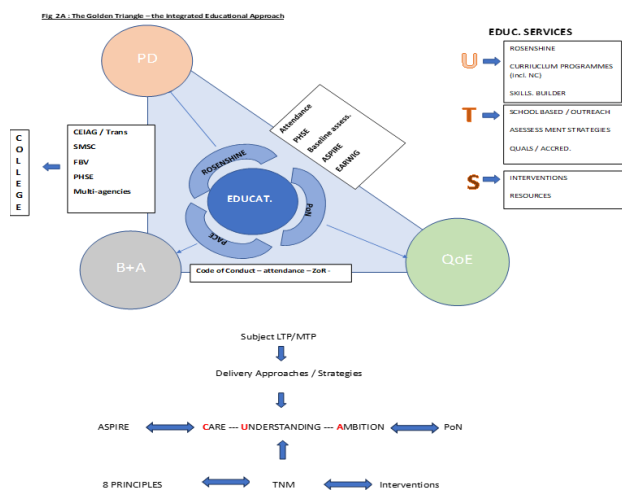 Fig 2A : The Golden Triangle – the Integrated Educational Approach
PD
EDUC. SERVICES
U
ROSENSHINE
CURRIUCLUM PROGRAMMES
(incl. NC)
SKILLS. BUILDER
T
SCHOOL BASED / OUTREACH
ASESSESS MENT STRATEGIES
QUALS / ACCRED.
S
INTERVENTIONS
RESOURCES
Attendance
PHSE
Baseline assess.
ASPIRE
EARWIG
COLLEGE
CEIAG / Trans
SMSC
FBV
PHSE
Multi-agencies
ROSENSHINE
EDUCAT.
PoN
PACE
B+A
Code of Conduct – attendance – ZoR -
QoE
Subject LTP/MTP
Delivery Approaches / Strategies
ASPIRE
CARE --- UNDERSTANDING --- AMBITION
PoN
8 PRINCIPLES
TNM
Interventions